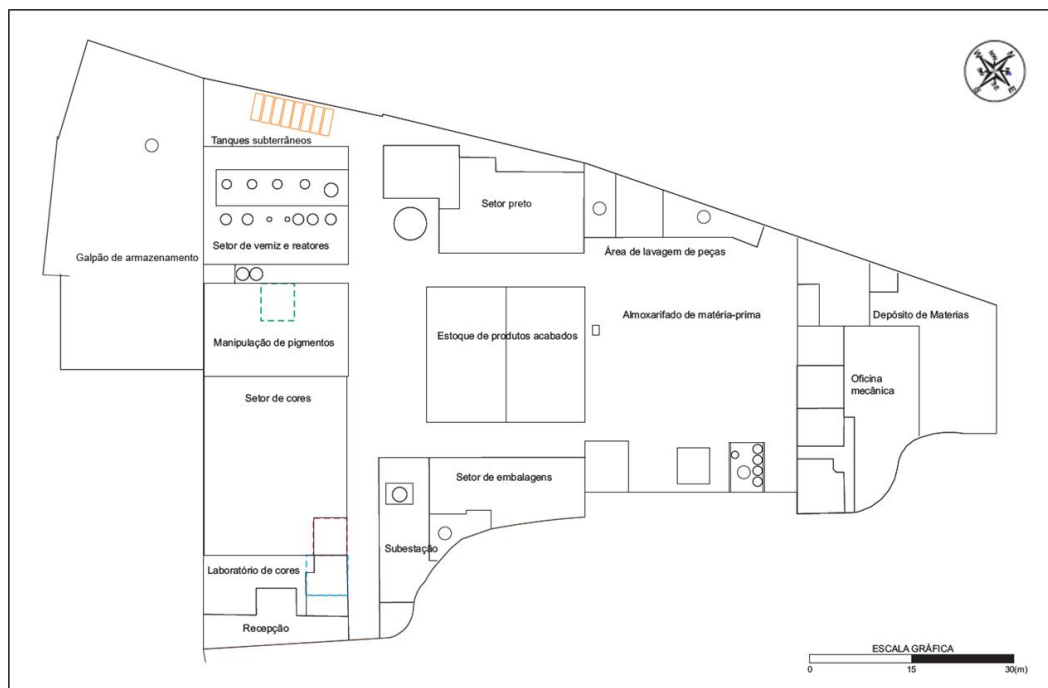 Tanques subterrâneos
Setor preto
Setor de verniz e reatores
Área de lavagem de peças
Galpão de armazenamento
Almoxarifado de matéria-prima
Depósito de Materias
Estoque de produtos acabados
Manipulação de pigmentos
Oficina
mecânica
Setor de cores
Setor de embalagens
Subestação
Laboratório de cores
Recepção
ESCALA GRÁFICA
0
15
30(m)
W
N
S
E